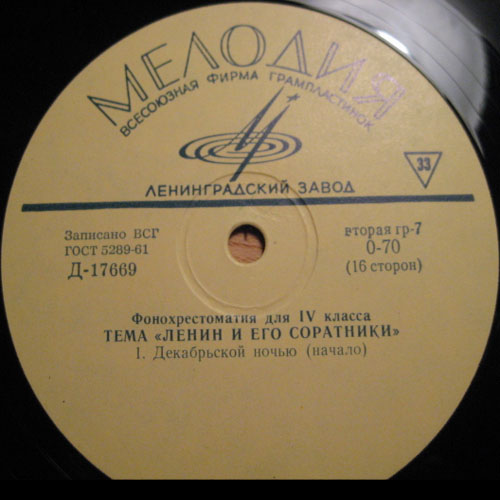 МЕЛОДИЯ
ВСЕСОЮЗНАЯ ФИРМА ГРАМПЛАСТИНОК
ЛЕНИНГРАДСКИЙ ЗАВОД
33
Записано ВСГ
ГОСТ 5289-61
Д-17669
вторая гр-7
0-70
(16 сторон)
Фонохрестоматия для IV класса
ТЕМА «ЛЕНИН И ЕГО СОРАТНИКИ»
1. Декабрьской ночью (начало)